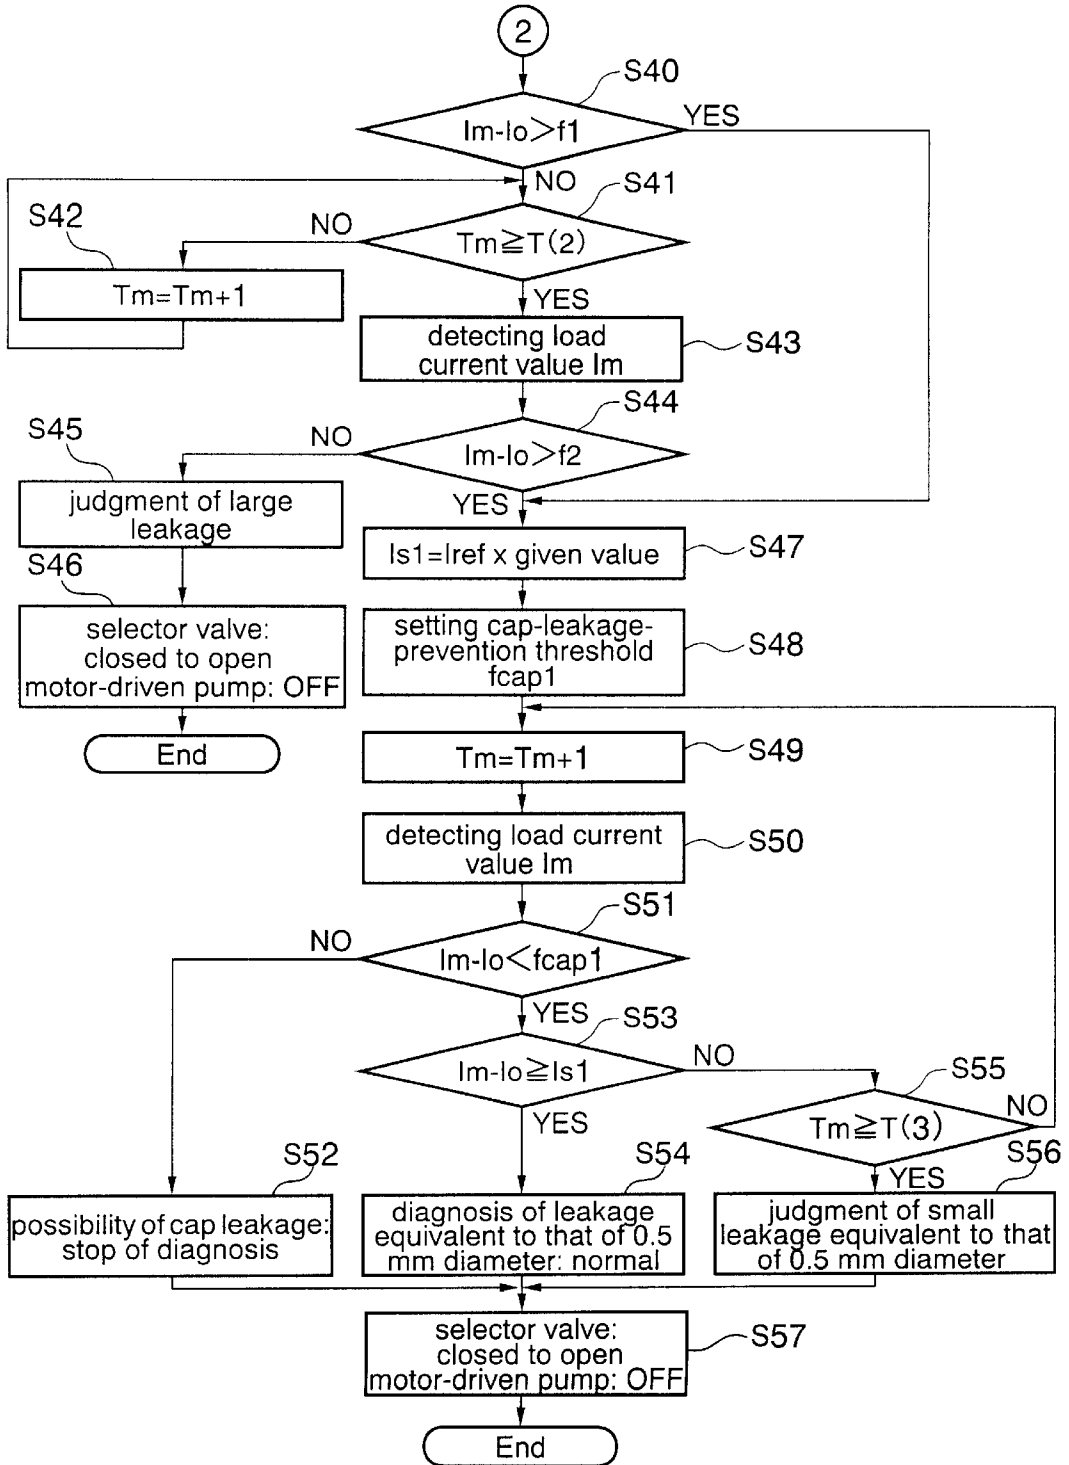 2
S40
Im-Io>f1
YES
NO
S41
S42
NO
Tm≧T(2)
Tm=Tm+1
YES
detecting load
current value Im
S43
S44
S45
NO
Im-Io>f2
judgment of large
leakage
YES
S46
Is1=Iref x given value
S47
selector valve:
closed to open
motor-driven pump: OFF
setting cap-leakage-
prevention threshold
fcap1
S48
End
Tm=Tm+1
S49
detecting load current
value Im
S50
S51
NO
Im-Io<fcap1
YES
S53
Im-Io≧Is1
NO
S55
YES
Tm≧T(3)
NO
S52
S54
YES
S56
possibility of cap leakage:
stop of diagnosis
diagnosis of leakage
equivalent to that of 0.5
mm diameter: normal
judgment of small
leakage equivalent to that
of 0.5 mm diameter
selector valve:
closed to open
motor-driven pump: OFF
S57
End